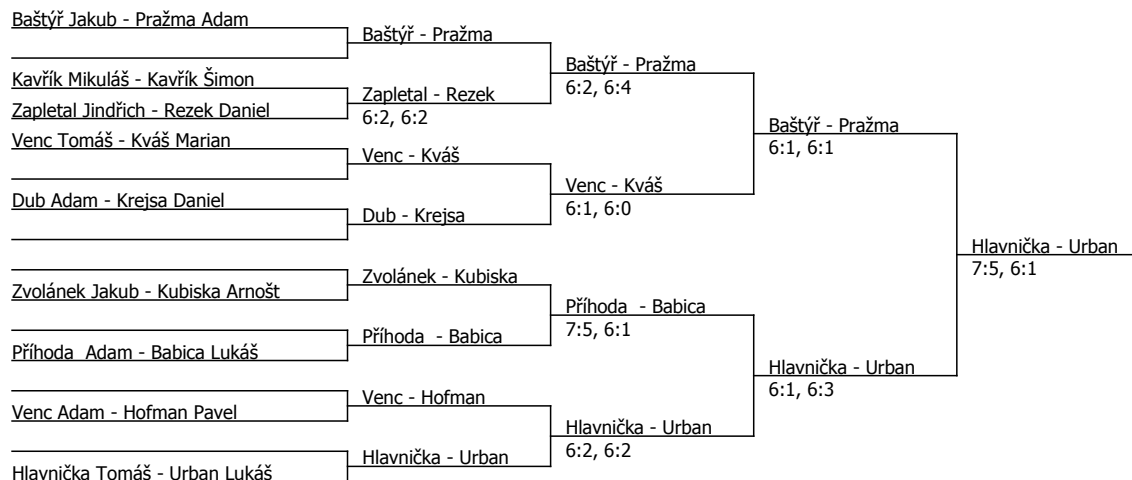 Baštýř Jakub - Pražma Adam
Baštýř - Pražma
Baštýř - Pražma
6:2, 6:4
Kavřík Mikuláš - Kavřík Šimon
Zapletal - Rezek
6:2, 6:2
Zapletal Jindřich - Rezek Daniel
Baštýř - Pražma
6:1, 6:1
Venc Tomáš - Kváš Marian
Venc - Kváš
Venc - Kváš
6:1, 6:0
Dub Adam - Krejsa Daniel
Dub - Krejsa
Hlavnička - Urban
7:5, 6:1
Zvolánek - Kubiska
Zvolánek Jakub - Kubiska Arnošt
Příhoda  - Babica
7:5, 6:1
Příhoda  - Babica
Příhoda  Adam - Babica Lukáš
Hlavnička - Urban
6:1, 6:3
Venc - Hofman
Venc Adam - Hofman Pavel
Hlavnička - Urban
6:2, 6:2
Hlavnička - Urban
Hlavnička Tomáš - Urban Lukáš